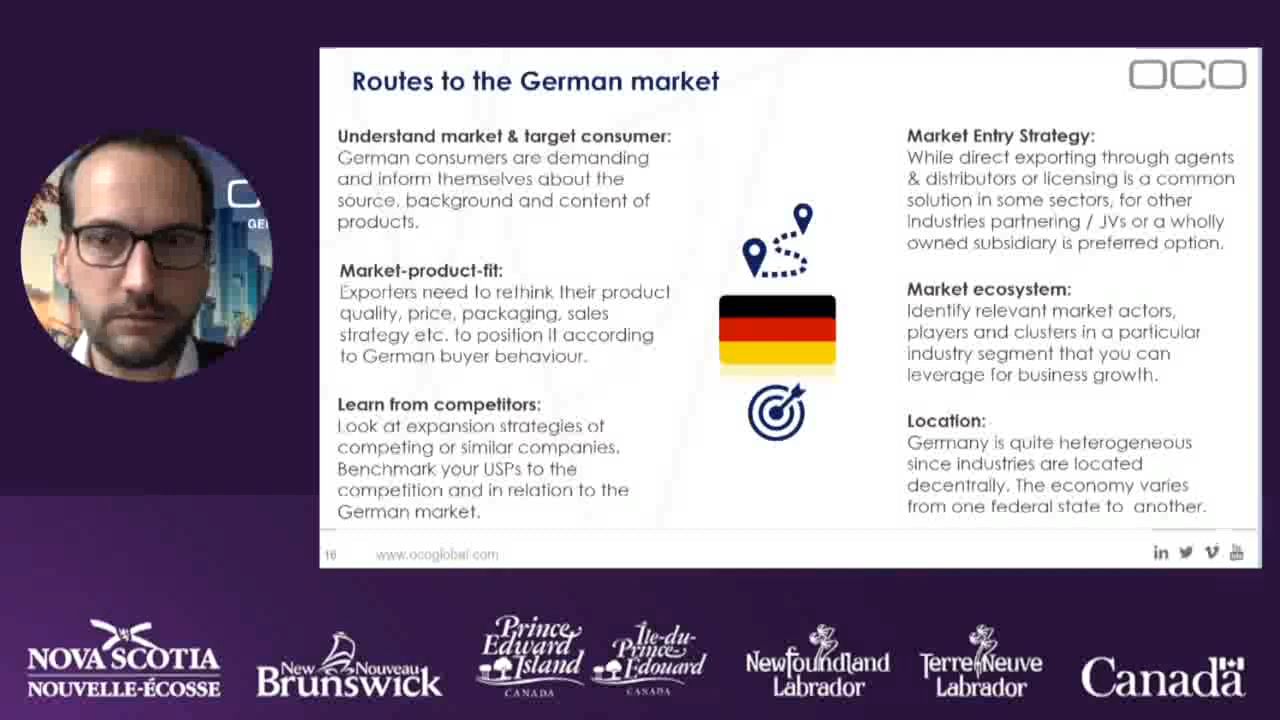 Routes to the German market
OCO
Understand market & target consumer:
German consumers are demanding
and inform themselves about the
source, background and content of
products.
Market-product-fit:
Exporters need to rethink their product
quality, price, packaging, sales
strategy etc. to position it according
to German buyer behaviour.
Learn from competitors:
Look at expansion strategies of
competing or similar companies.
Benchmark your USPs to the
competition and in relation to the
German market.
Market Entry Strategy:
While direct exporting through agents
& distributors or licensing is a common
solution in some sectors, for other
industries partnering / JVs or a wholly
owned subsidiary is preferred option.
Market ecosystem:
Identify relevant market actors,
players and clusters in a particular
industry segment that you can
leverage for business growth.
Location:
Germany is quite heterogeneous
since industries are located
decentrally. The economy varies
from one federal state to another.
16
www.ocoglobal.com
in
NOVA SCOTIA
NOUVELLE-ÉCOSSE
New Nouveau
Brunswick
Prince
Edward
Island
CANADA
Île-du-
Prince
Édouard
CANADA
Newfoundland
Labrador
Terre Neuve
Labrador
Canada